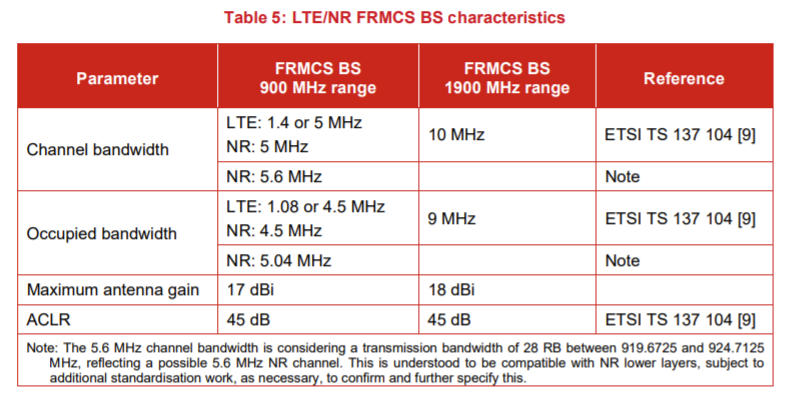 Table 5: LTE/NR FRMCS BS characteristics
Parameter
FRMCS BS
900 MHz range
FRMCS BS
1900 MHz range
Reference
Channel bandwidth
LTE: 1.4 or 5 MHz
NR: 5 MHz
10 MHz
ETSI TS 137 104 [9]
NR: 5.6 MHz
Note
Occupied bandwidth
LTE: 1.08 or 4.5 MHz
NR: 4.5 MHz
9 MHz
ETSI TS 137 104 [9]
NR: 5.04 MHz
Note
Maximum antenna gain
17 dBi
18 dBi
ACLR
45 dB
45 dB
ETSI TS 137 104 [9]
Note: The 5.6 MHz channel bandwidth is considering a transmission bandwidth of 28 RB between 919.6725 and 924.7125
MHz, reflecting a possible 5.6 MHz NR channel. This is understood to be compatible with NR lower layers, subject to
additional standardisation work, as necessary, to confirm and further specify this.